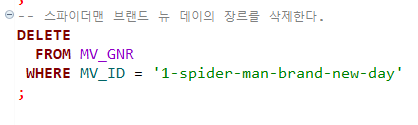 ;
-- 스파이더맨 브랜드 뉴 데이의 장르를 삭제한다.
DELETE
FROM MV_GNR
WHERE MV_ID = '1-spider-man-brand-new-day'
;